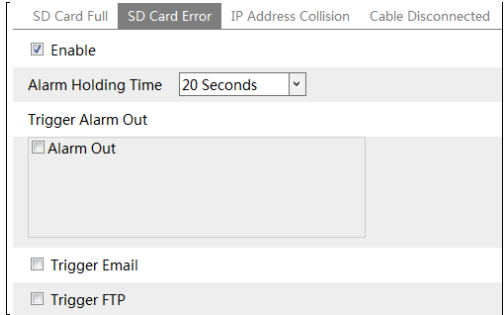 SD Card Full SD Card Error IP Address Collision Cable Disconnected
Enable
Alarm Holding Time 20 Seconds
Trigger Alarm Out
Alarm Out
Trigger Email
Trigger FTP